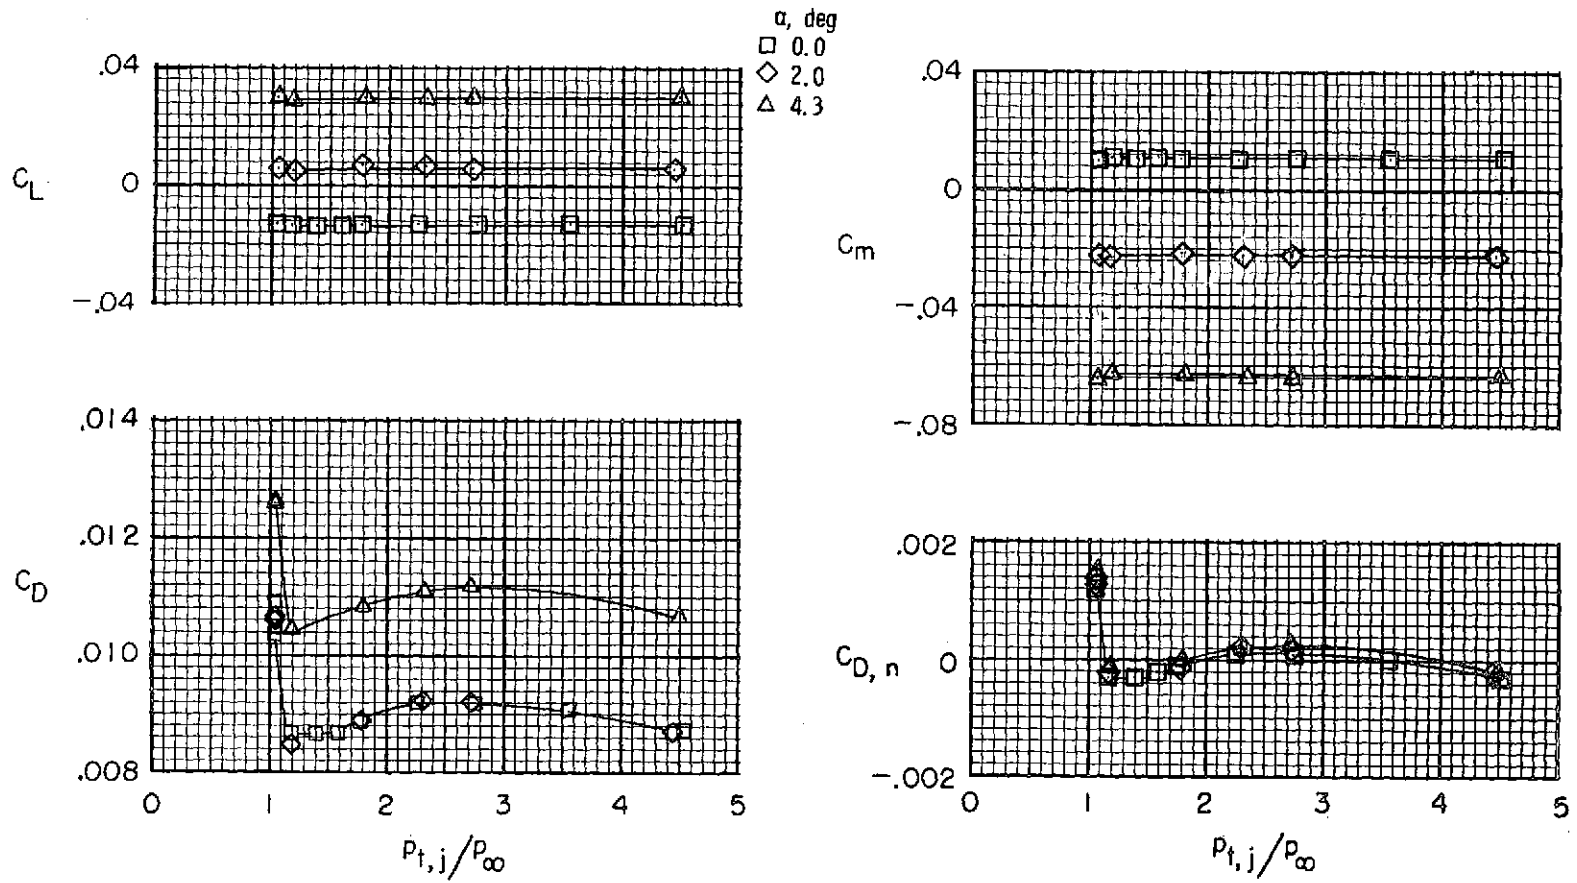 α, deg
0.0
2.0
4.3
.04
0
-.04
C_L
.04
0
-.04
-.08
C_m
.014
.012
.010
.008
C_D
0 1 2 3 4 5
p_t,j/p_∞
.002
0
-.002
C_D,n
0 1 2 3 4 5
p_t,j/p_∞